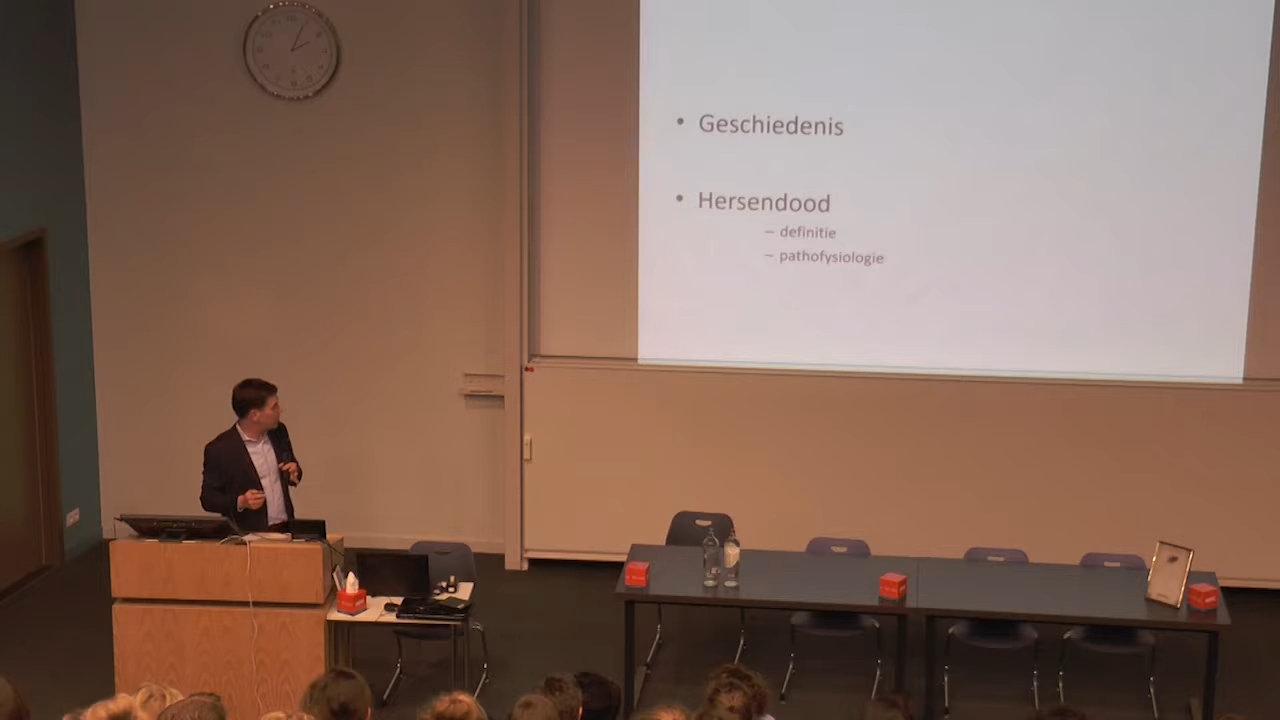 • Geschiedenis
• Hersendood
– definitie
– pathofysiologie